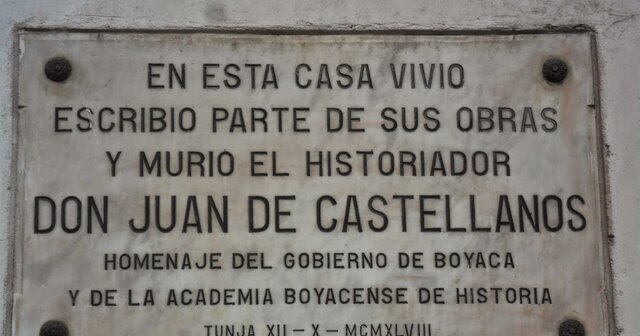 EN ESTA CASA VIVIO
ESCRIBIO PARTE DE SUS OBRAS
Y MURIO EL HISTORIADOR
DON JUAN DE CASTELLANOS
HOMENAJE DEL GOBIERNO DE BOYACA
Y DE LA ACADEMIA BOYACENSE DE HISTORIA
TUNJA XII – X – MCMXLVIII